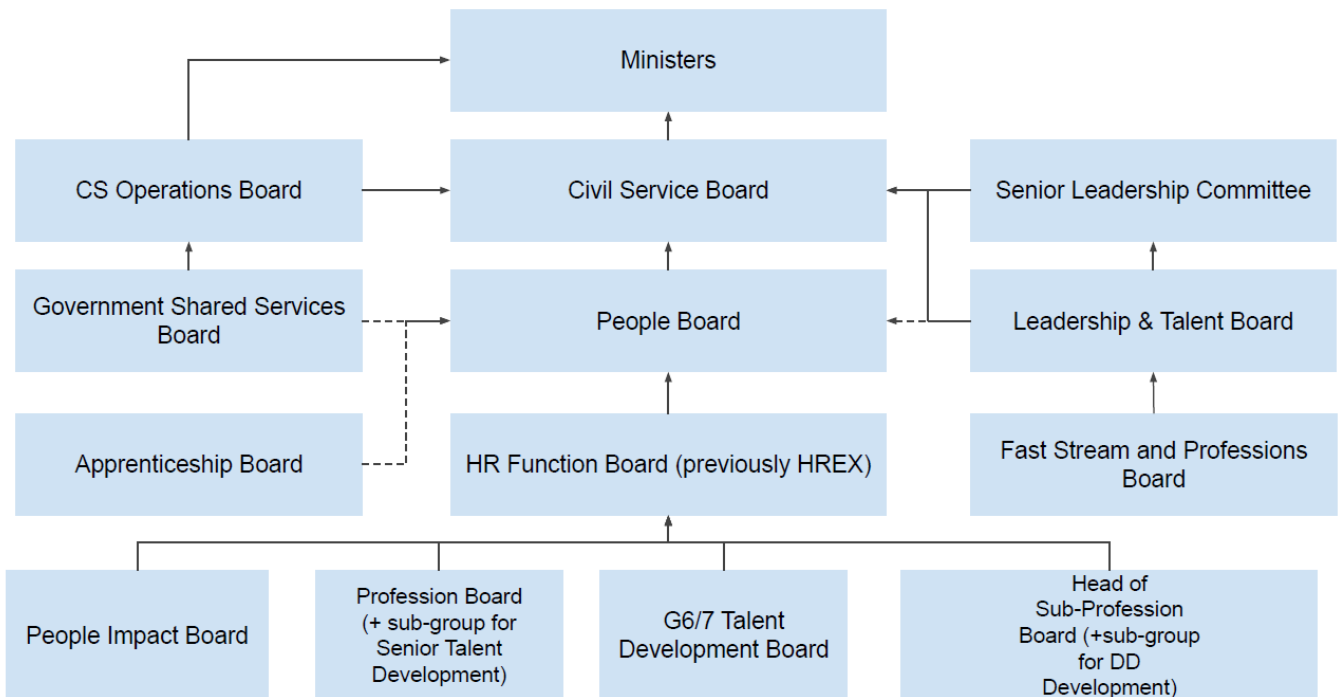 Ministers
CS Operations Board
Civil Service Board
Senior Leadership Committee
Government Shared Services
Board
People Board
Leadership & Talent Board
Apprenticeship Board
HR Function Board (previously HREX)
Fast Stream and Professions
Board
People Impact Board
Profession Board
(+ sub-group for
Senior Talent
Development)
G6/7 Talent
Development Board
Head of
Sub-Profession
Board (+sub-group
for DD
Development)